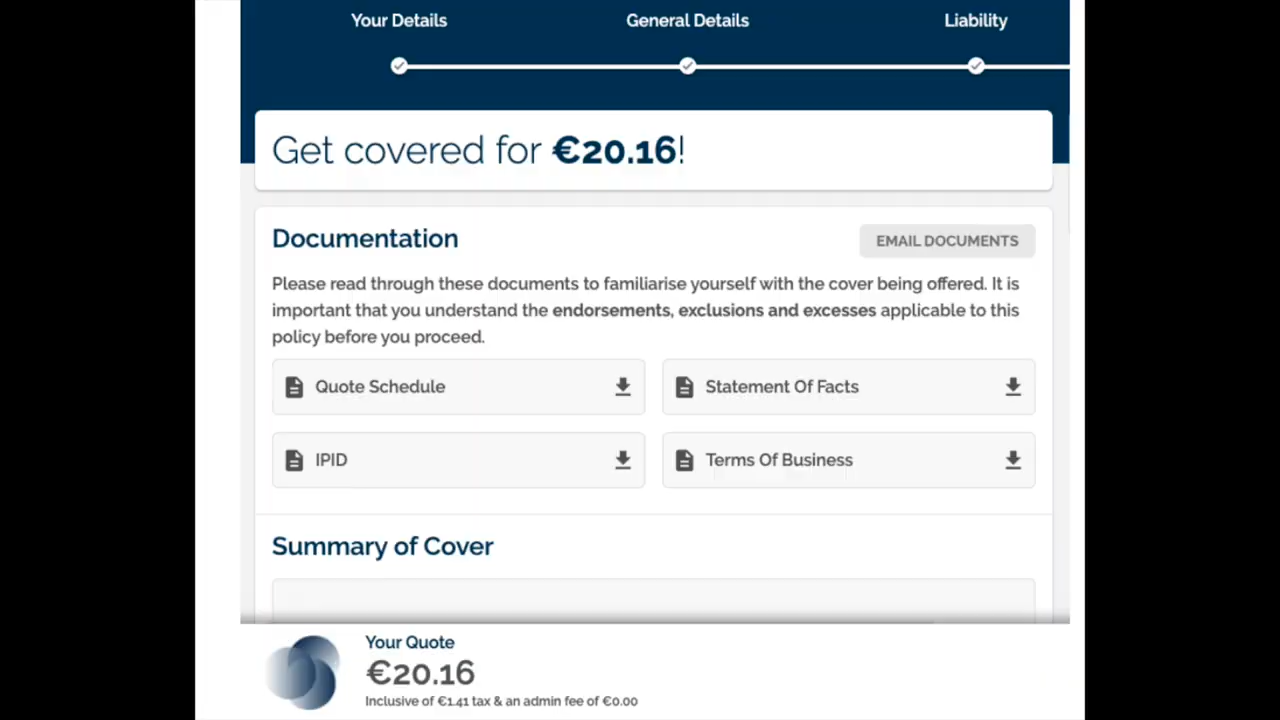 Your Details
General Details
Liability
Get covered for €20.16!
Documentation
EMAIL DOCUMENTS
Please read through these documents to familiarise yourself with the cover being offered. It is
important that you understand the endorsements, exclusions and excesses applicable to this
policy before you proceed.
Quote Schedule
Statement Of Facts
IPID
Terms Of Business
Summary of Cover
Your Quote
€20.16
Inclusive of €1.41 tax & an admin fee of €0.00